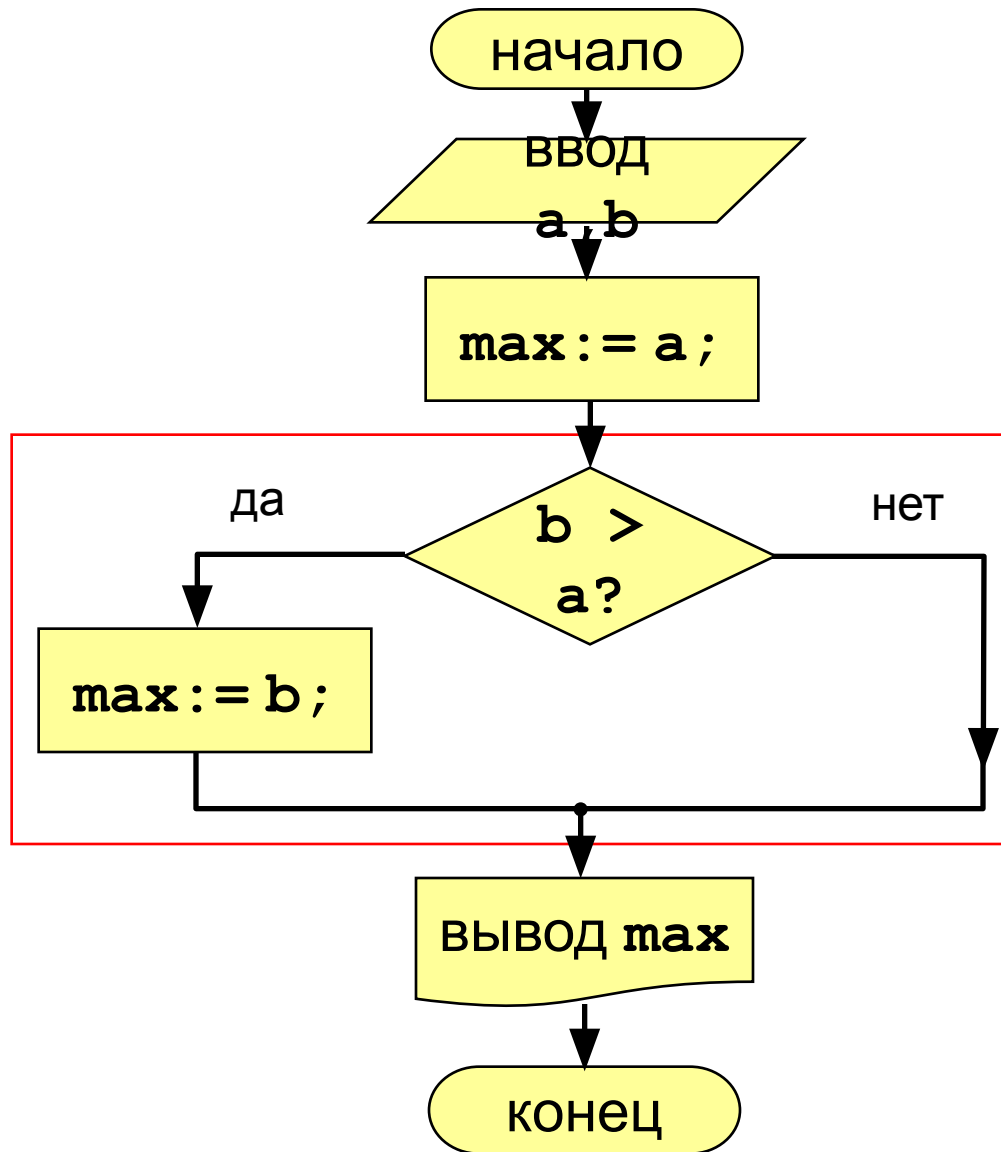 начало
ввод
a,b
max:= a;
да
нет
b >
a?
max:= b;
вывод max
конец